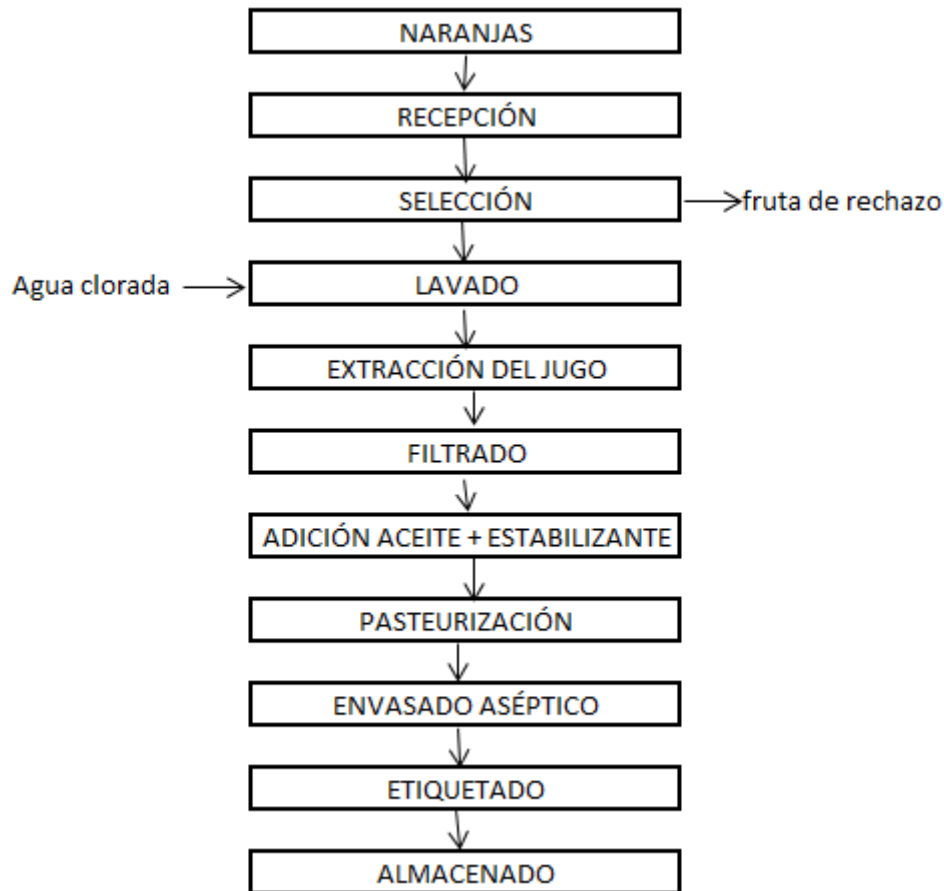 NARANJAS
RECEPCIÓN
SELECCIÓN
fruta de rechazo
Agua clorada
LAVADO
EXTRACCIÓN DEL JUGO
FILTRADO
ADICIÓN ACEITE + ESTABILIZANTE
PASTEURIZACIÓN
ENVASADO ASÉPTICO
ETIQUETADO
ALMACENADO